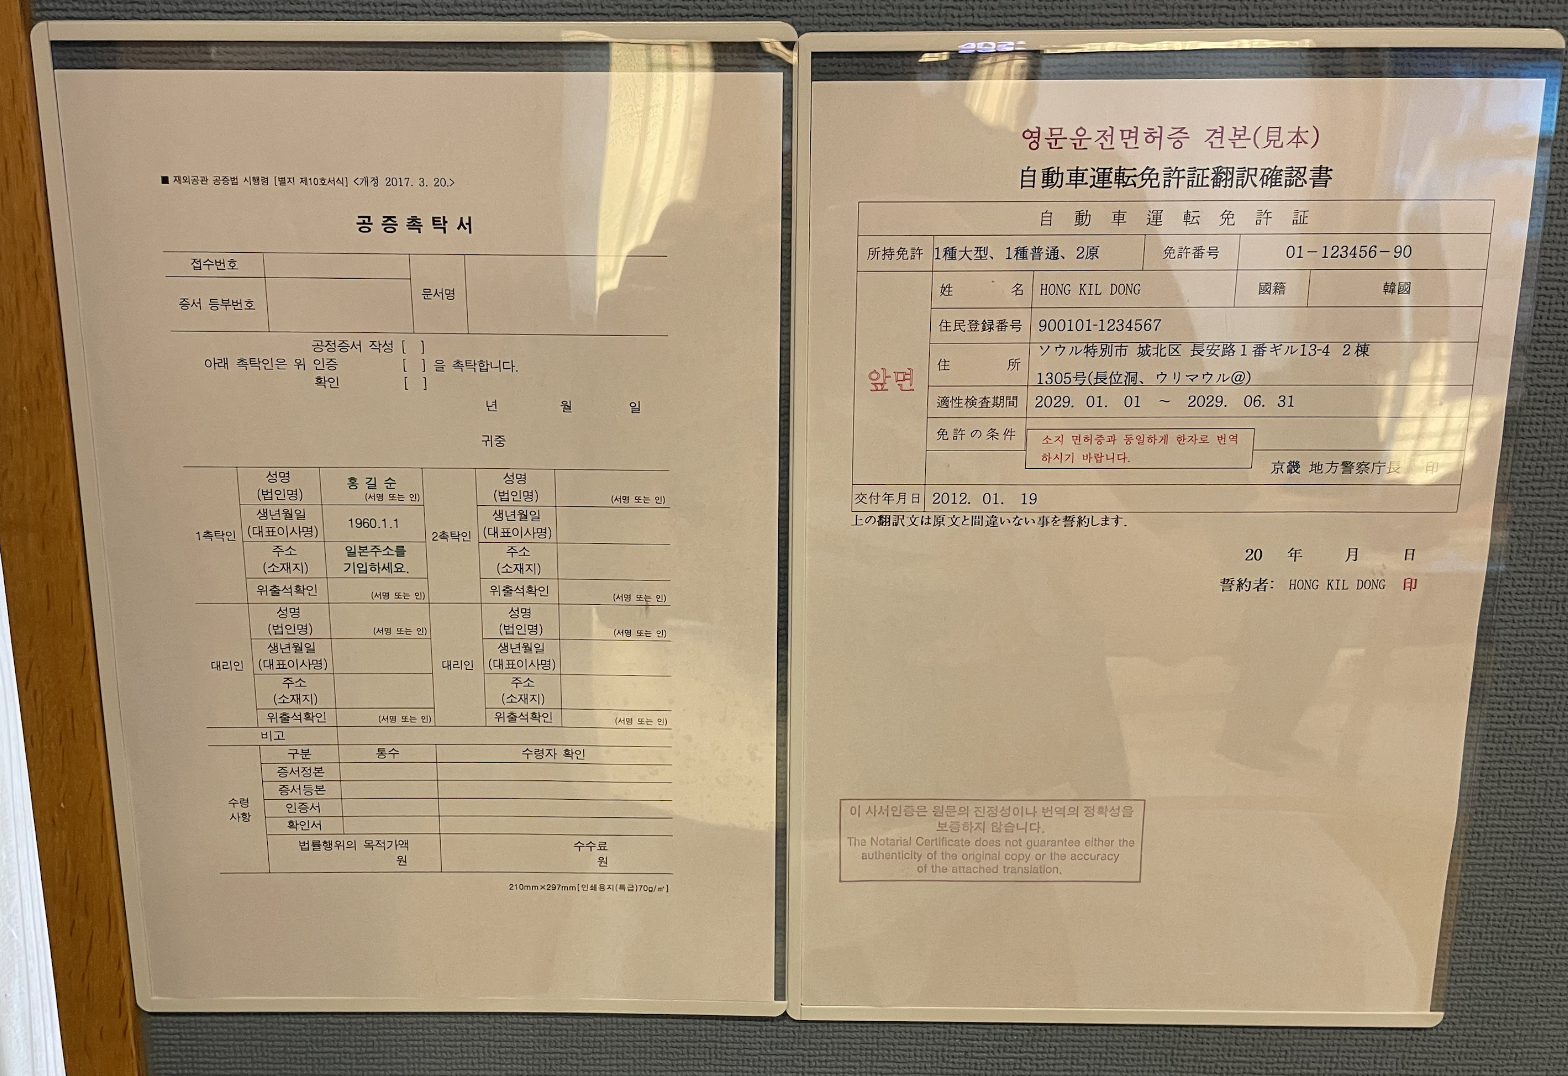 ■ 재외공관 공증법 시행령 [별지 제10호서식] <개정 2017. 3. 20.>
공증촉탁서
접수번호
증서 등부번호
문서명
공정증서 작성 [ ]
아래 촉탁인은 위 인증 [ ] 을 촉탁합니다.
확인 [ ]
년 월 일
귀중
1촉탁인
성명
(법인명)
홍길순
(서명 또는 인)
생년월일
(대표이사명)
1960.1.1
주소
(소재지)
일본주소를
기입하세요.
위출석확인
(서명 또는 인)
2촉탁인
성명
(법인명)
(서명 또는 인)
생년월일
(대표이사명)
주소
(소재지)
위출석확인
(서명 또는 인)
대리인
성명
(법인명)
(서명 또는 인)
생년월일
(대표이사명)
주소
(소재지)
위출석확인
(서명 또는 인)
대리인
성명
(법인명)
(서명 또는 인)
생년월일
(대표이사명)
주소
(소재지)
위출석확인
(서명 또는 인)
비고
수령
사항
구분 통수 수령자 확인
증서정본
증서등본
인증서
확인서
법률행위의 목적가액
원
수수료
원
210mm×297mm[인쇄용지(특급)70g/㎡]
영문운전면허증 견본(見本)
自動車運転免許証翻訳確認書
自動車運転免許証
所持免許 1種大型、1種普通、2原 免許番号 01-123456-90
앞면
姓名 HONG KIL DONG 國籍 韓國
住民登録番号 900101-1234567
住所 ソウル特別市 城北区 長安路1番ギル13-4 2棟
1305号(長位洞、ウリマウル@)
適性検査期間 2029. 01. 01 ~ 2029. 06. 31
免許の条件
소지 면허증과 동일하게 한자로 번역
하시기 바랍니다.
京畿 地方警察庁長 印
交付年月日 2012. 01. 19
上の翻訳文は原文と間違いない事を誓約します.
20 年 月 日
誓約者: HONG KIL DONG 印
이 사서인증은 원문의 진정성이나 번역의 정확성을
보증하지 않습니다.
The Notarial Certificate does not guarantee either the
authenticity of the original copy or the accuracy
of the attached translation.